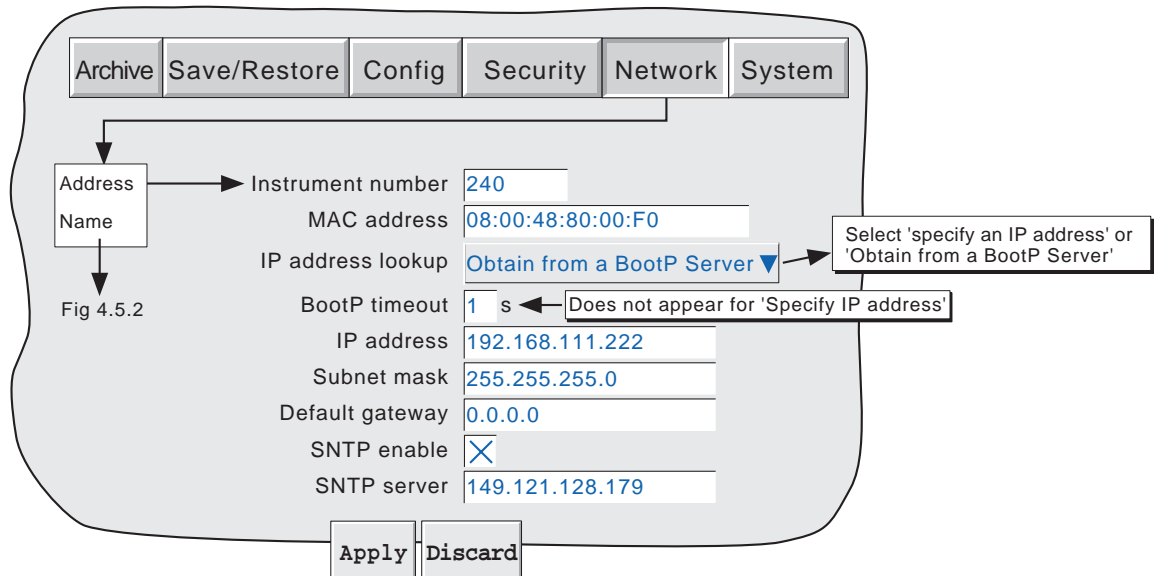 Archive Save/Restore Config Security Network System
Address
Name
Fig 4.5.2
Instrument number 240
MAC address 08:00:48:80:00:F0
IP address lookup Obtain from a BootP Server
Select 'specify an IP address' or
'Obtain from a BootP Server'
BootP timeout 1 s
Does not appear for 'Specify IP address'
IP address 192.168.111.222
Subnet mask 255.255.255.0
Default gateway 0.0.0.0
SNTP enable
SNTP server 149.121.128.179
Apply Discard